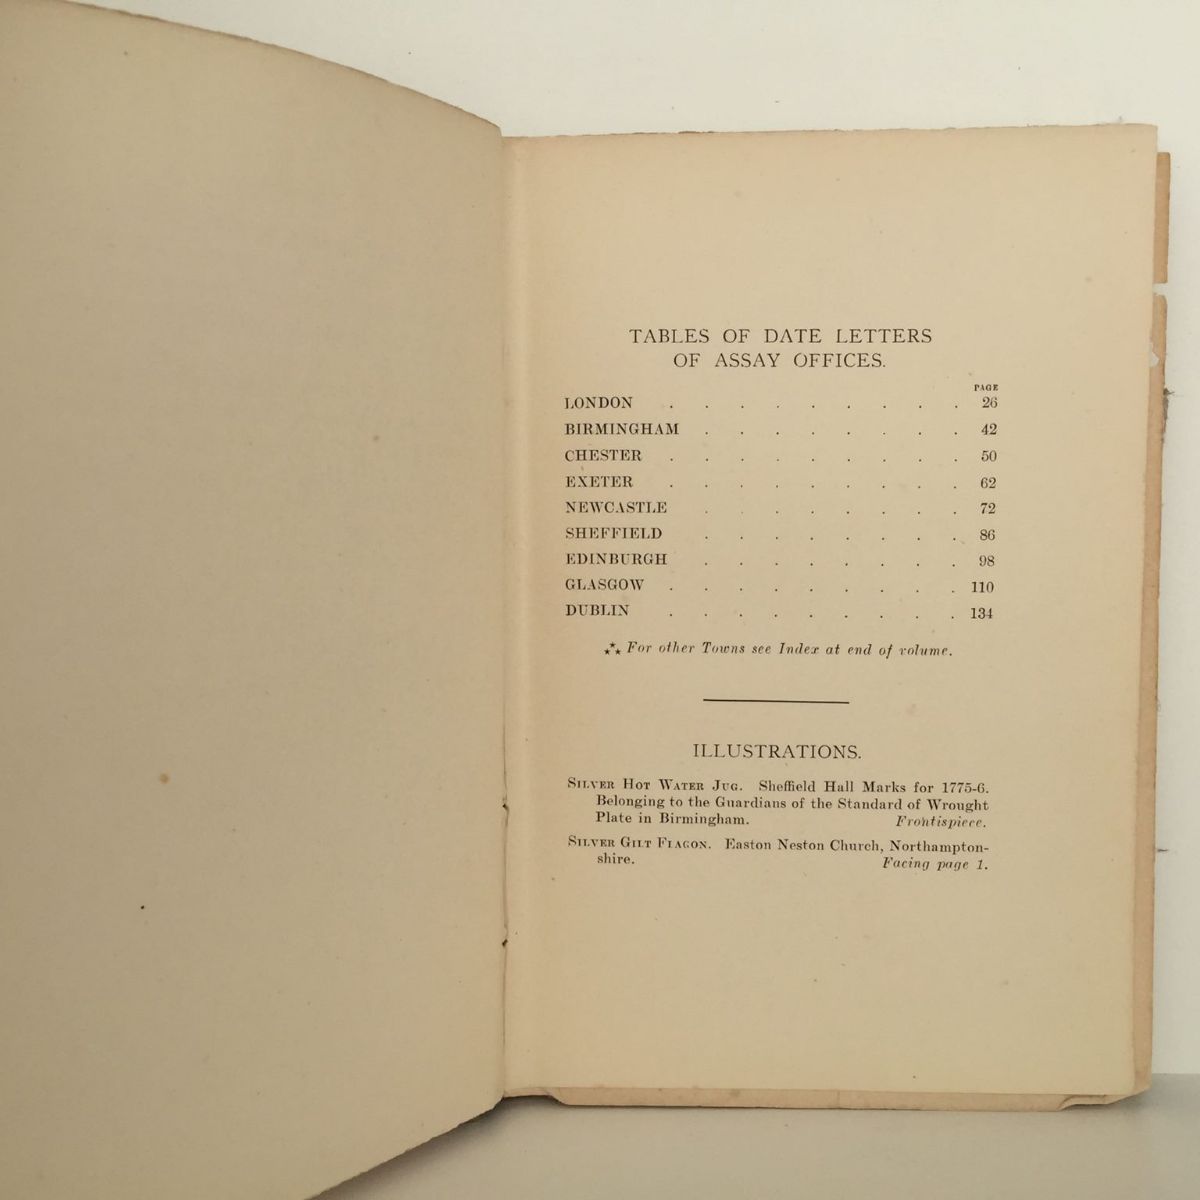 TABLES OF DATE LETTERS
OF ASSAY OFFICES.
PAGE
LONDON . . . . . . . . . 26
BIRMINGHAM . . . . . . . . 42
CHESTER . . . . . . . . . 50
EXETER . . . . . . . . . 62
NEWCASTLE . . . . . . . . 72
SHEFFIELD . . . . . . . . 86
EDINBURGH . . . . . . . . 98
GLASGOW . . . . . . . . . 110
DUBLIN . . . . . . . . . 134
⁂ For other Towns see Index at end of volume.
ILLUSTRATIONS.
SILVER HOT WATER JUG. Sheffield Hall Marks for 1775-6.
Belonging to the Guardians of the Standard of Wrought
Plate in Birmingham. Frontispiece.
SILVER GILT FLAGON. Easton Neston Church, Northampton-
shire. Facing page 1.